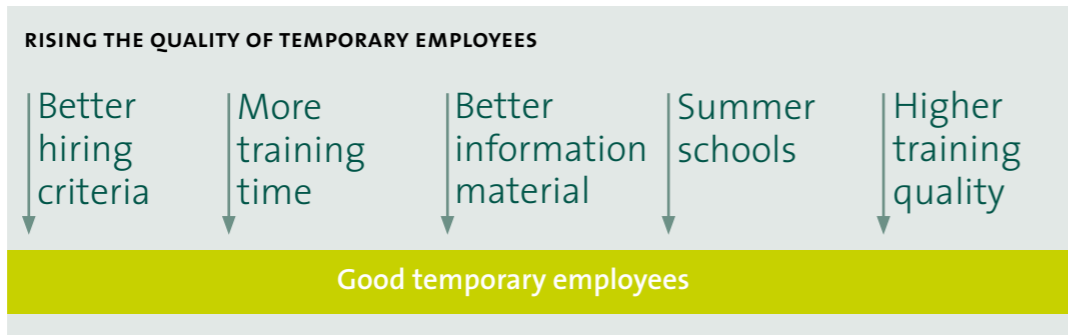 RISING THE QUALITY OF TEMPORARY EMPLOYEES
Better
hiring
criteria
More
training
time
Better
information
material
Summer
schools
Higher
training
quality
Good temporary employees